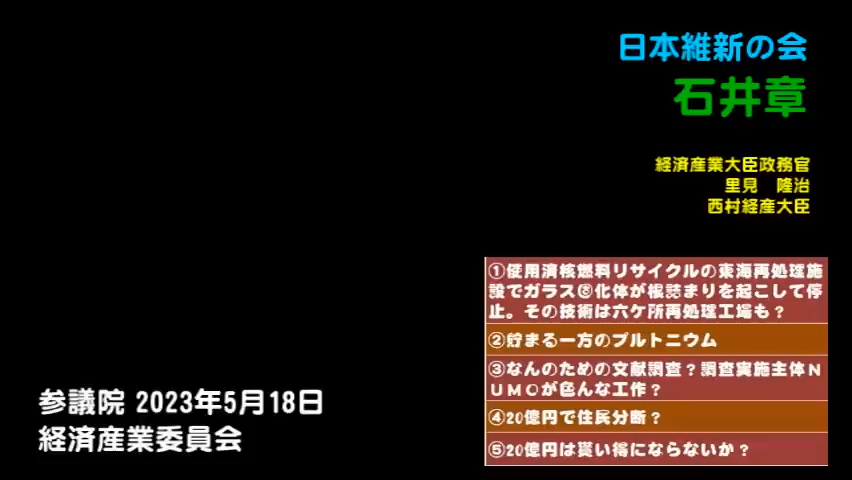 日本維新の会
石井章
経済産業大臣政務官
里見　隆治
西村経産大臣
①使用済核燃料リサイクルの東海再処理施
設でガラス固化体が根詰まりを起こして停
止。その技術は六ケ所再処理工場も？
②貯まる一方のプルトニウム
③なんのための文献調査？調査実施主体Ｎ
ＵＭＯが色んな工作？
④20億円で住民分断？
⑤20億円は貰い得にならないか？
参議院 2023年5月18日
経済産業委員会